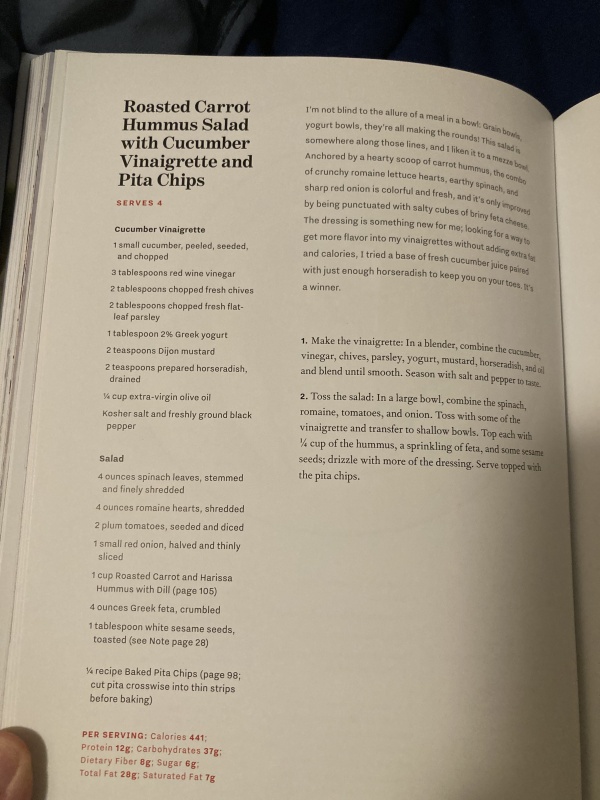 Roasted Carrot
Hummus Salad
with Cucumber
Vinaigrette and
Pita Chips
SERVES 4
Cucumber Vinaigrette
1 small cucumber, peeled, seeded,
and chopped
3 tablespoons red wine vinegar
2 tablespoons chopped fresh chives
2 tablespoons chopped fresh flat-
leaf parsley
1 tablespoon 2% Greek yogurt
2 teaspoons Dijon mustard
2 teaspoons prepared horseradish,
drained
¼ cup extra-virgin olive oil
Kosher salt and freshly ground black
pepper
Salad
4 ounces spinach leaves, stemmed
and finely shredded
4 ounces romaine hearts, shredded
2 plum tomatoes, seeded and diced
1 small red onion, halved and thinly
sliced
1 cup Roasted Carrot and Harissa
Hummus with Dill (page 105)
4 ounces Greek feta, crumbled
1 tablespoon white sesame seeds,
toasted (see Note page 28)
¼ recipe Baked Pita Chips (page 98;
cut pita crosswise into thin strips
before baking)
PER SERVING: Calories 441;
Protein 12g; Carbohydrates 37g;
Dietary Fiber 8g; Sugar 6g;
Total Fat 28g; Saturated Fat 7g
I'm not blind to the allure of a meal in a bowl: Grain bowls,
yogurt bowls, they're all making the rounds! This salad is
somewhere along those lines, and I liken it to a mezze bowl.
Anchored by a hearty scoop of carrot hummus, the combo
of crunchy romaine lettuce hearts, earthy spinach, and
sharp red onion is colorful and fresh, and it's only improved
by being punctuated with salty cubes of briny feta cheese.
The dressing is something new for me; looking for a way to
get more flavor into my vinaigrettes without adding extra fat
and calories, I tried a base of fresh cucumber juice paired
with just enough horseradish to keep you on your toes. It's
a winner.
1. Make the vinaigrette: In a blender, combine the cucumber,
vinegar, chives, parsley, yogurt, mustard, horseradish, and oil
and blend until smooth. Season with salt and pepper to taste.
2. Toss the salad: In a large bowl, combine the spinach,
romaine, tomatoes, and onion. Toss with some of the
vinaigrette and transfer to shallow bowls. Top each with
¼ cup of the hummus, a sprinkling of feta, and some sesame
seeds; drizzle with more of the dressing. Serve topped with
the pita chips.